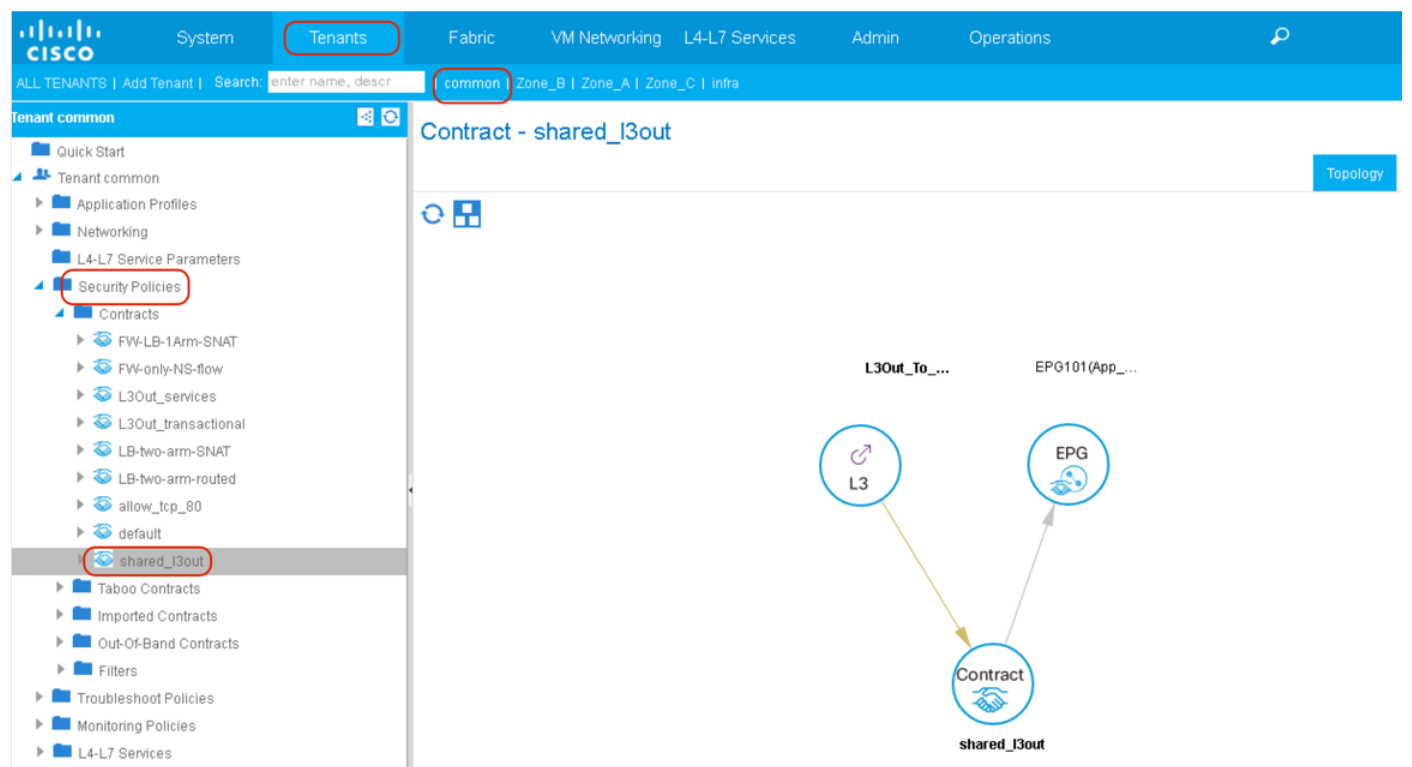 CISCO System Tenants Fabric VM Networking L4-L7 Services Admin Operations
ALL TENANTS | Add Tenant | Search: enter name, descr | common | Zone_B | Zone_A | Zone_C | infra
Tenant common
Quick Start
Tenant common
Application Profiles
Networking
L4-L7 Service Parameters
Security Policies
Contracts
FW-LB-1Arm-SNAT
FW-only-NS-flow
L3Out_services
L3Out_transactional
LB-two-arm-SNAT
LB-two-arm-routed
allow_tcp_80
default
shared_l3out
Taboo Contracts
Imported Contracts
Out-Of-Band Contracts
Filters
Troubleshoot Policies
Monitoring Policies
L4-L7 Services
Contract - shared_l3out
Topology
L3Out_To_... EPG101(App_...
L3
EPG
Contract
shared_l3out